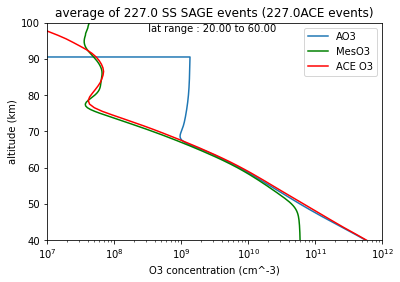 average of 227.0 SS SAGE events (227.0ACE events)
lat range : 20.00 to 60.00
AO3
MesO3
ACE O3
altitude (km)
100
90
80
70
60
50
40
10^7
10^8
10^9
10^10
10^11
10^12
O3 concentration (cm^-3)